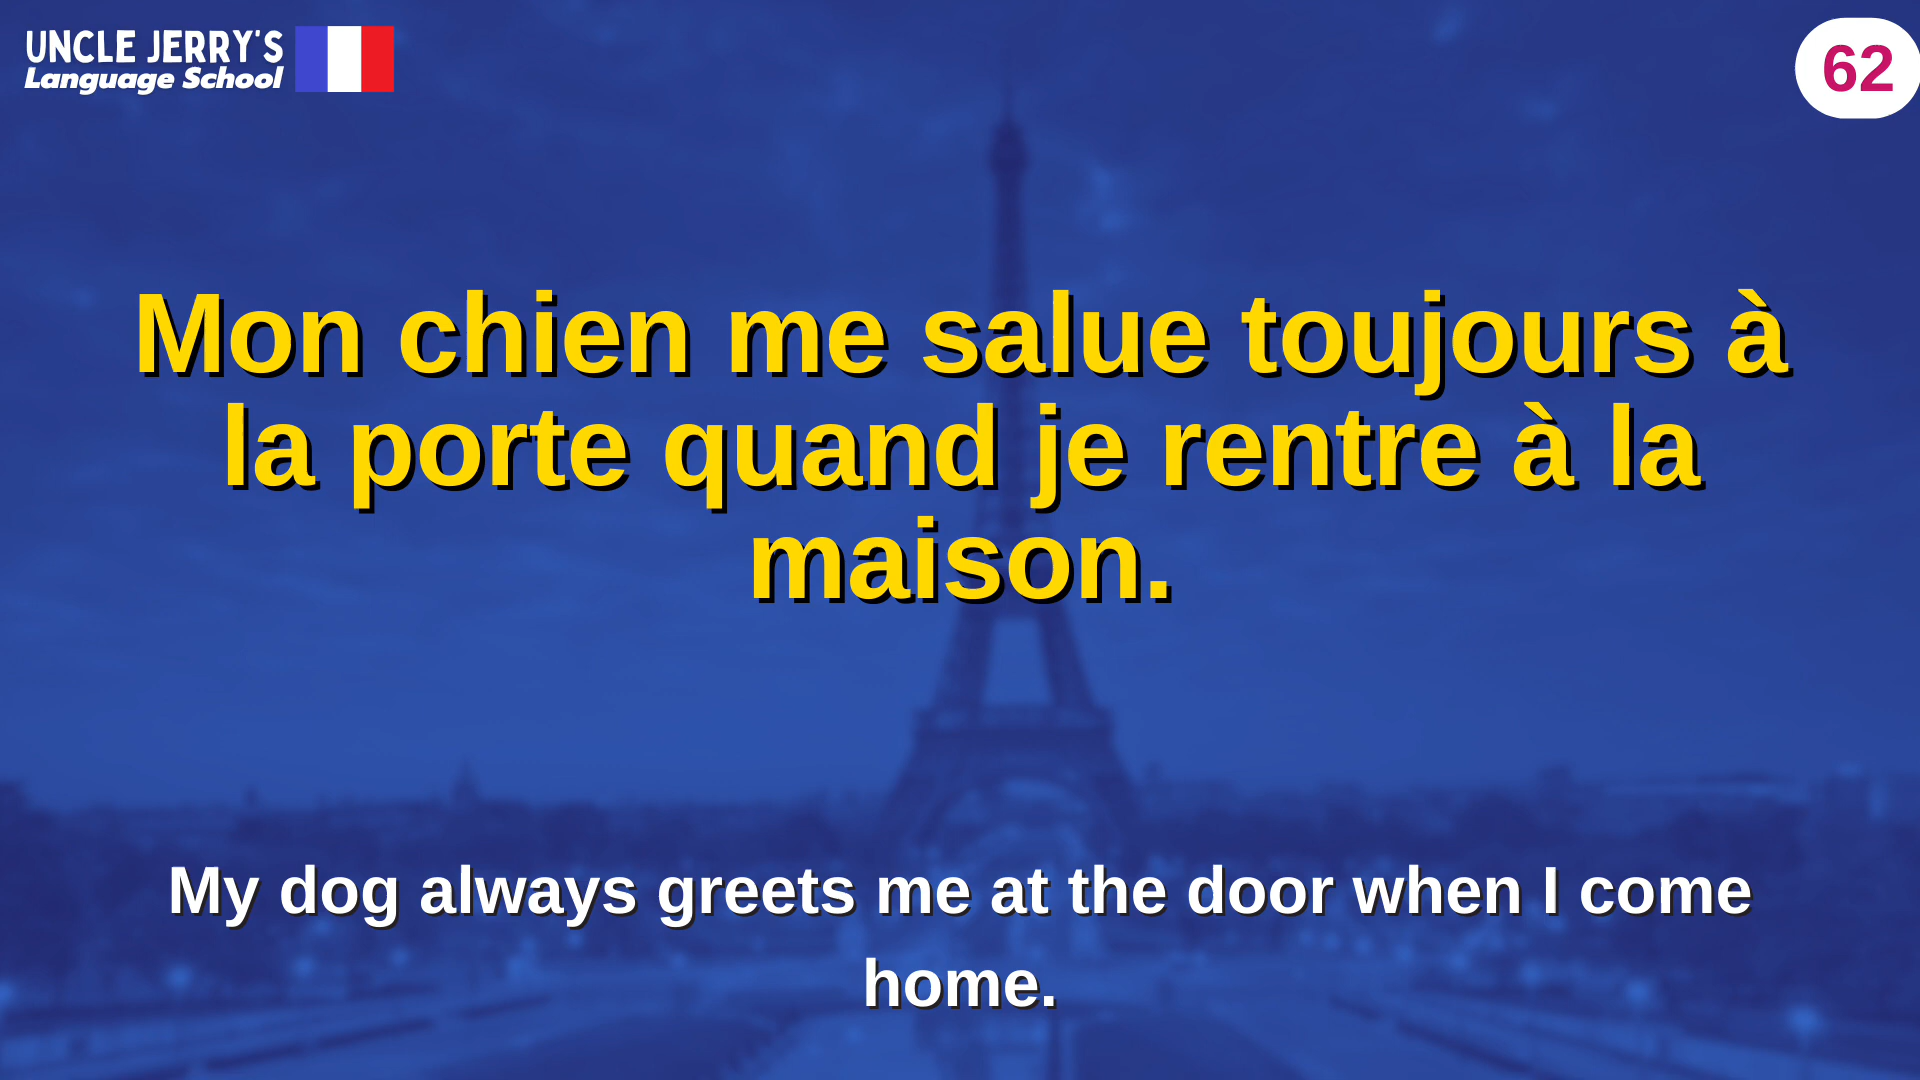 UNCLE JERRY'S
Language School
62
Mon chien me salue toujours à
la porte quand je rentre à la
maison.
My dog always greets me at the door when I come
home.